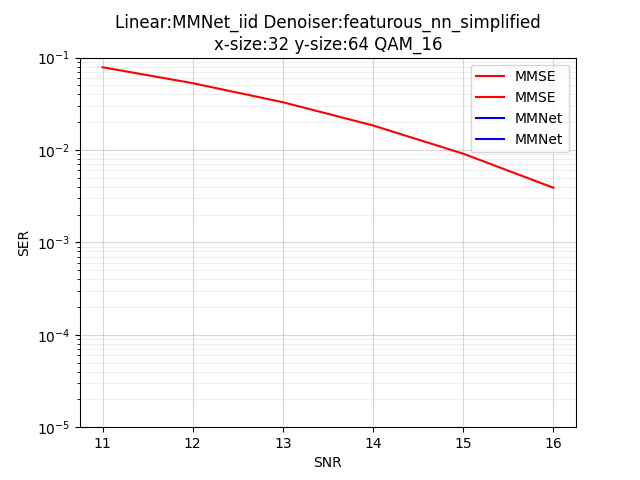 Linear:MMNet_iid Denoiser:featurous_nn_simplified
x-size:32 y-size:64 QAM_16
MMSE
MMSE
MMNet
MMNet
SER
10⁻¹
10⁻²
10⁻³
10⁻⁴
10⁻⁵
11 12 13 14 15 16
SNR